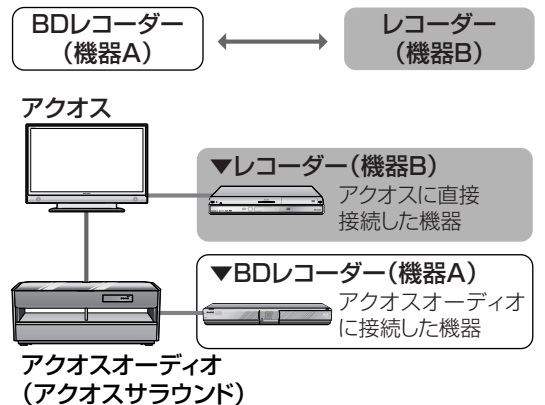 BDレコーダー
（機器A）
レコーダー
（機器B）
アクオス
▼レコーダー（機器B）
アクオスに直接
接続した機器
▼BDレコーダー（機器A）
アクオスオーディオ
に接続した機器
アクオスオーディオ
（アクオスサラウンド）